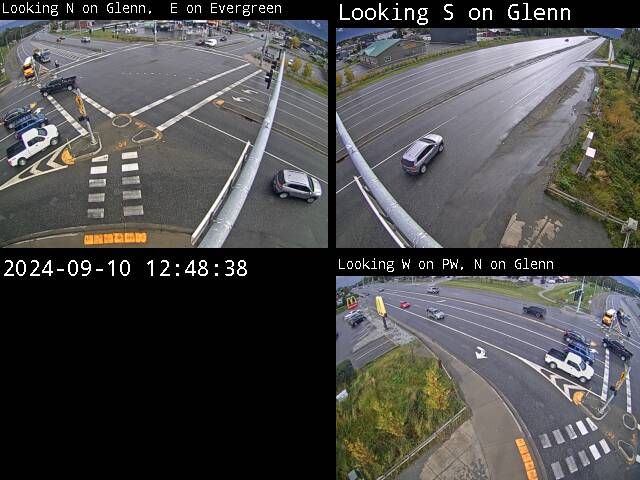 Looking N on Glenn,  E on Evergreen
Looking S on Glenn
2024-09-10 12:48:38
Looking W on PW, N on Glenn